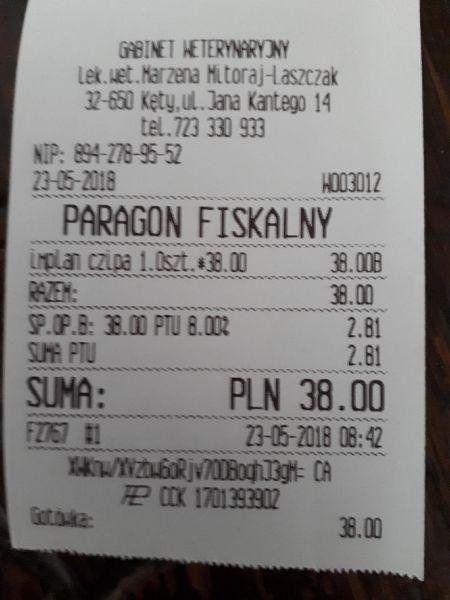 GABINET WETERYNARYJNY
Lek.wet.Marzena Mitoraj-Laszczak
32-650 Kęty,ul.Jana Kantego 14
tel.723 330 933
NIP: 894-278-95-52
23-05-2018 W003012
PARAGON FISKALNY
implan czipa 1.0szt.*38.00 38.00B
RAZEM: 38.00
SP.OP.B: 38.00 PTU 8.00% 2.81
SUMA PTU 2.81
SUMA: PLN 38.00
F2767 #1 23-05-2018 08:42
CA
CCK 1701393902
Gotówka: 38.00